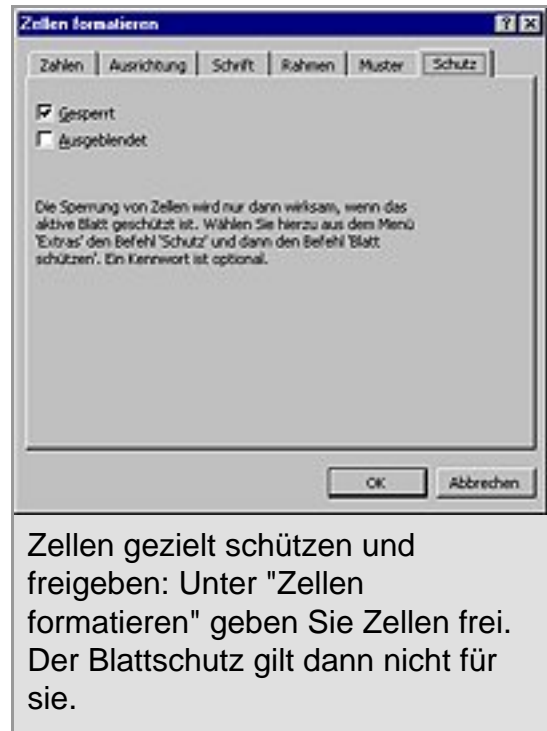 Zellen formatieren
Zahlen Ausrichtung Schrift Rahmen Muster Schutz
Gesperrt
Ausgeblendet
Die Sperrung von Zellen wird nur dann wirksam, wenn das
aktive Blatt geschützt ist. Wählen Sie hierzu aus dem Menü
'Extras' den Befehl 'Schutz' und dann den Befehl 'Blatt
schützen'. Ein Kennwort ist optional.
OK Abbrechen
Zellen gezielt schützen und
freigeben: Unter "Zellen
formatieren" geben Sie Zellen frei.
Der Blattschutz gilt dann nicht für
sie.